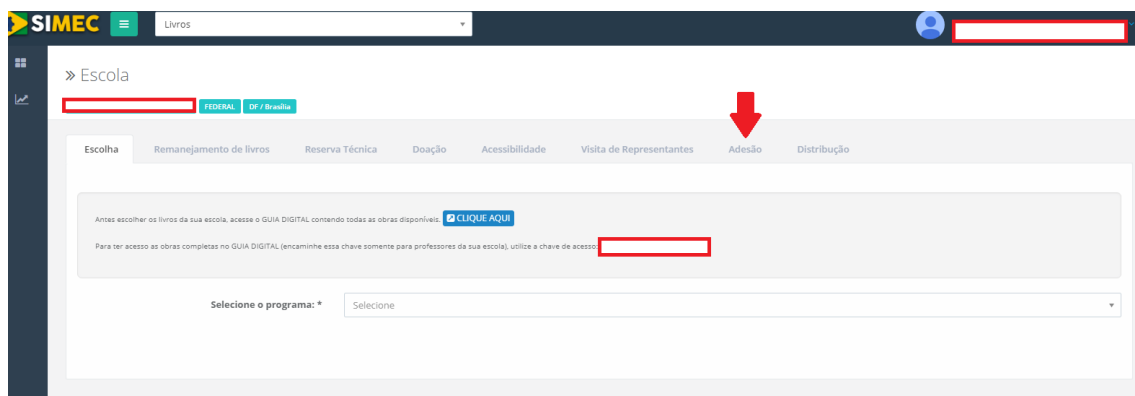 SIMEC Livros
» Escola
FEDERAL DF / Brasília
Escolha Remanejamento de livros Reserva Técnica Doação Acessibilidade Visita de Representantes Adesão Distribuição
Antes escolher os livros da sua escola, acesse o GUIA DIGITAL contendo todas as obras disponíveis. CLIQUE AQUI
Para ter acesso as obras completas no GUIA DIGITAL (encaminhe essa chave somente para professores da sua escola), utilize a chave de acesso:
Selecione o programa: * Selecione